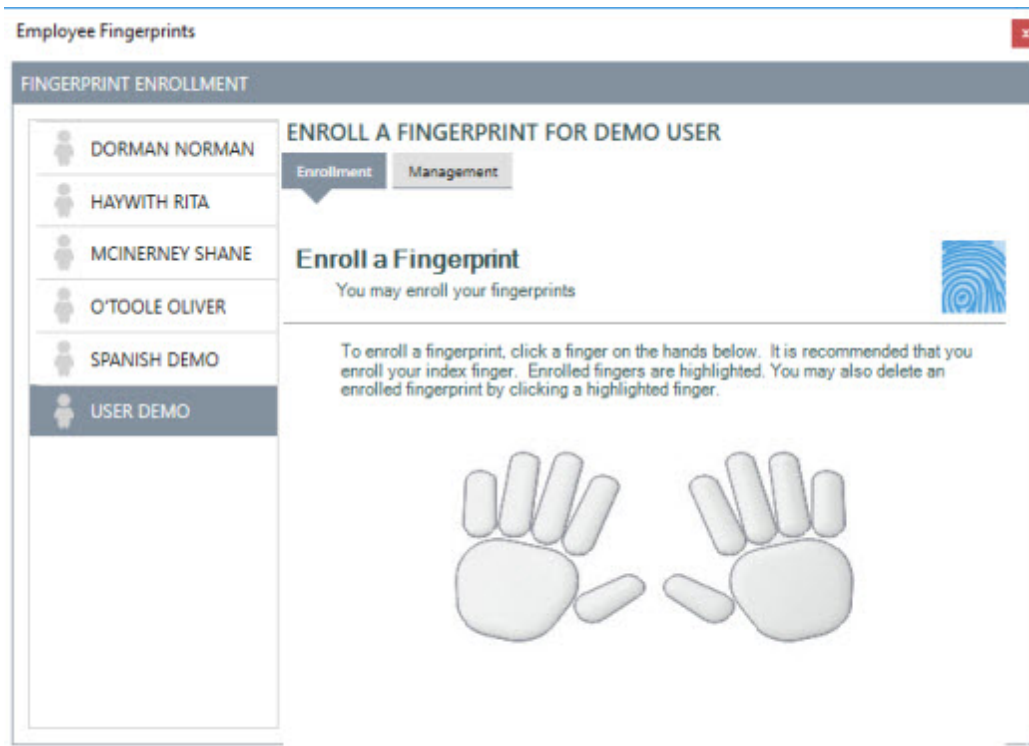 Employee Fingerprints
x
FINGERPRINT ENROLLMENT
DORMAN NORMAN
HAYWITH RITA
MCINERNEY SHANE
O'TOOLE OLIVER
SPANISH DEMO
USER DEMO
ENROLL A FINGERPRINT FOR DEMO USER
Enrollment
Management
Enroll a Fingerprint
You may enroll your fingerprints
To enroll a fingerprint, click a finger on the hands below. It is recommended that you
enroll your index finger. Enrolled fingers are highlighted. You may also delete an
enrolled fingerprint by clicking a highlighted finger.